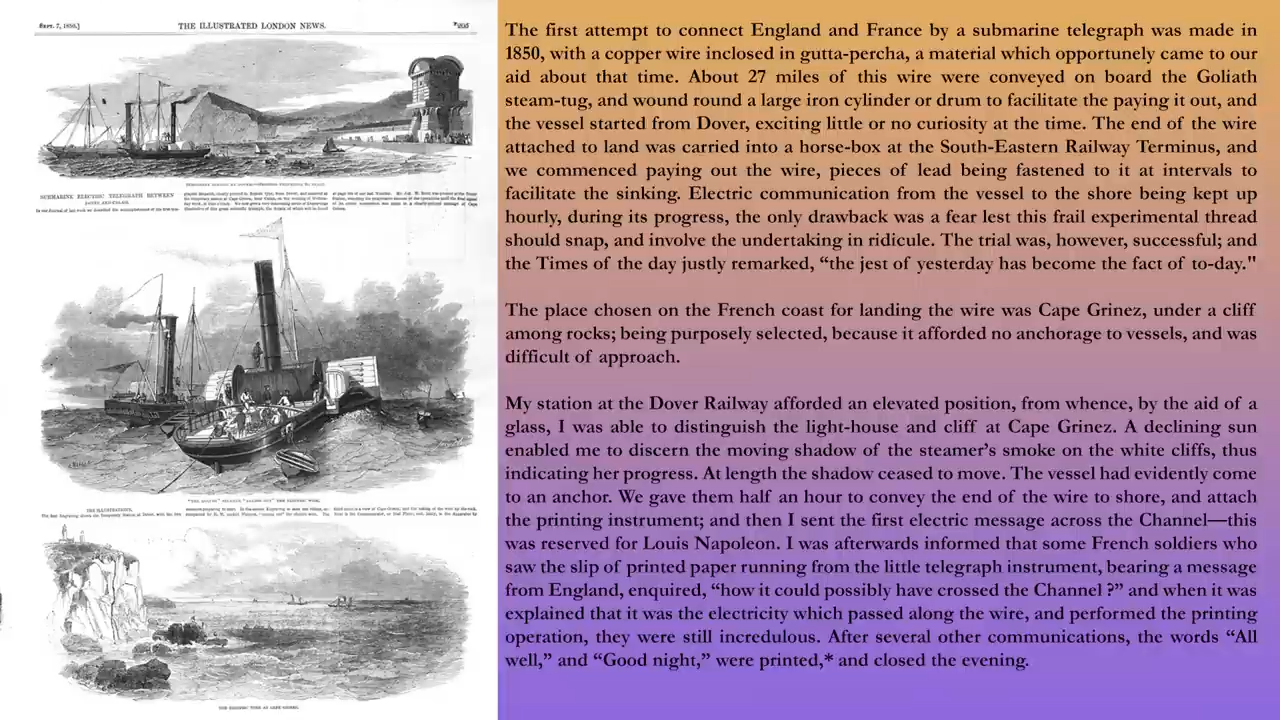 SEPT. 7, 1850.]
THE ILLUSTRATED LONDON NEWS.
205
SUBMARINE ELECTRIC TELEGRAPH BETWEEN
DOVER AND CALAIS.
THE ILLUSTRATIONS.
The first attempt to connect England and France by a submarine telegraph was made in
1850, with a copper wire inclosed in gutta-percha, a material which opportunely came to our
aid about that time. About 27 miles of this wire were conveyed on board the Goliath
steam-tug, and wound round a large iron cylinder or drum to facilitate the paying it out, and
the vessel started from Dover, exciting little or no curiosity at the time. The end of the wire
attached to land was carried into a horse-box at the South-Eastern Railway Terminus, and
we commenced paying out the wire, pieces of lead being fastened to it at intervals to
facilitate the sinking. Electric communication from the vessel to the shore being kept up
hourly, during its progress, the only drawback was a fear lest this frail experimental thread
should snap, and involve the undertaking in ridicule. The trial was, however, successful; and
the Times of the day justly remarked, “the jest of yesterday has become the fact of to-day."
The place chosen on the French coast for landing the wire was Cape Grinez, under a cliff
among rocks; being purposely selected, because it afforded no anchorage to vessels, and was
difficult of approach.
My station at the Dover Railway afforded an elevated position, from whence, by the aid of a
glass, I was able to distinguish the light-house and cliff at Cape Grinez. A declining sun
enabled me to discern the moving shadow of the steamer’s smoke on the white cliffs, thus
indicating her progress. At length the shadow ceased to move. The vessel had evidently come
to an anchor. We gave them half an hour to convey the end of the wire to shore, and attach
the printing instrument; and then I sent the first electric message across the Channel—this
was reserved for Louis Napoleon. I was afterwards informed that some French soldiers who
saw the slip of printed paper running from the little telegraph instrument, bearing a message
from England, enquired, “how it could possibly have crossed the Channel ?” and when it was
explained that it was the electricity which passed along the wire, and performed the printing
operation, they were still incredulous. After several other communications, the words “All
well,” and “Good night,” were printed,* and closed the evening.